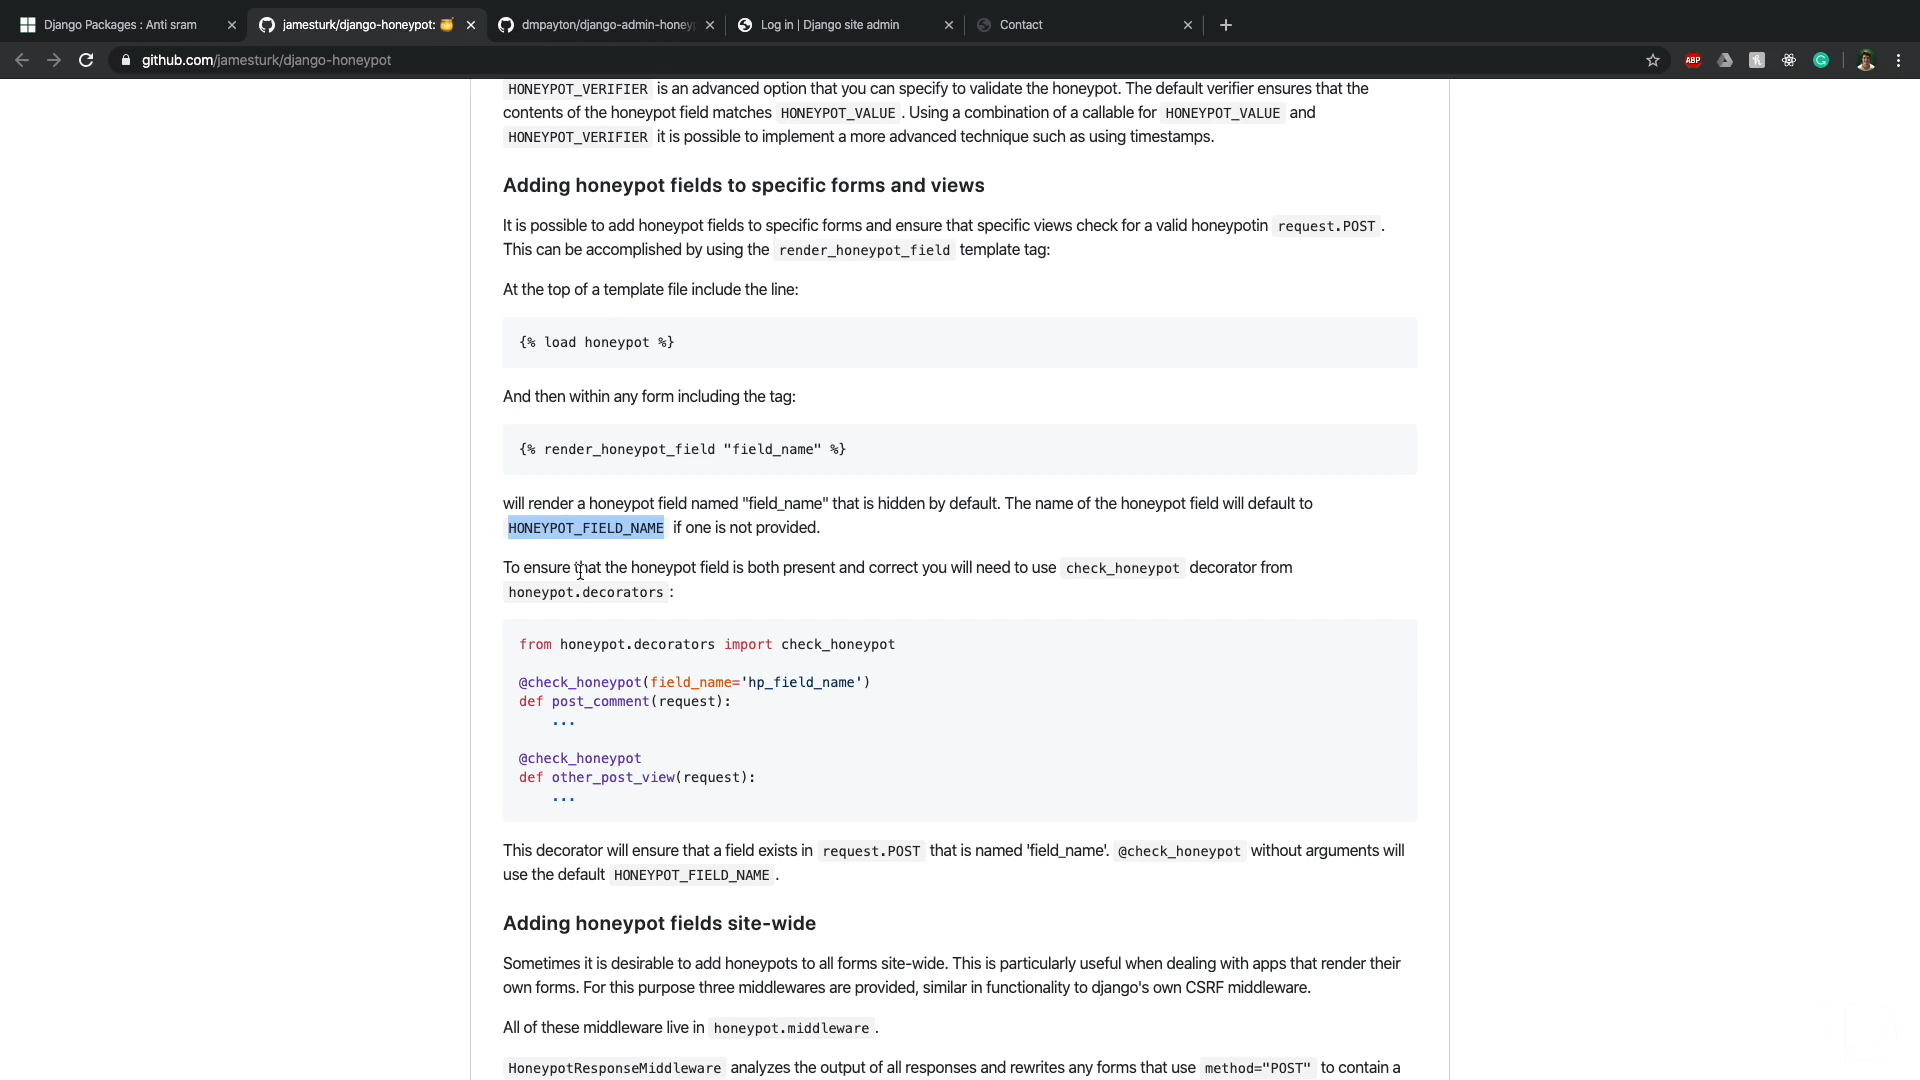 Django Packages : Anti sram
jamesturk/django-honeypot: 🍯
dmpayton/django-admin-honey
Log in | Django site admin
Contact
github.com/jamesturk/django-honeypot
ABP
HONEYPOT_VERIFIER is an advanced option that you can specify to validate the honeypot. The default verifier ensures that the
contents of the honeypot field matches HONEYPOT_VALUE . Using a combination of a callable for HONEYPOT_VALUE and
HONEYPOT_VERIFIER it is possible to implement a more advanced technique such as using timestamps.
Adding honeypot fields to specific forms and views
It is possible to add honeypot fields to specific forms and ensure that specific views check for a valid honeypotin request.POST .
This can be accomplished by using the render_honeypot_field template tag:
At the top of a template file include the line:
{% load honeypot %}
And then within any form including the tag:
{% render_honeypot_field "field_name" %}
will render a honeypot field named "field_name" that is hidden by default. The name of the honeypot field will default to
HONEYPOT_FIELD_NAME if one is not provided.
To ensure that the honeypot field is both present and correct you will need to use check_honeypot decorator from
honeypot.decorators :
from honeypot.decorators import check_honeypot
@check_honeypot(field_name='hp_field_name')
def post_comment(request):
...
@check_honeypot
def other_post_view(request):
...
This decorator will ensure that a field exists in request.POST that is named 'field_name'. @check_honeypot without arguments will
use the default HONEYPOT_FIELD_NAME .
Adding honeypot fields site-wide
Sometimes it is desirable to add honeypots to all forms site-wide. This is particularly useful when dealing with apps that render their
own forms. For this purpose three middlewares are provided, similar in functionality to django's own CSRF middleware.
All of these middleware live in honeypot.middleware .
HoneypotResponseMiddleware analyzes the output of all responses and rewrites any forms that use method="POST" to contain a